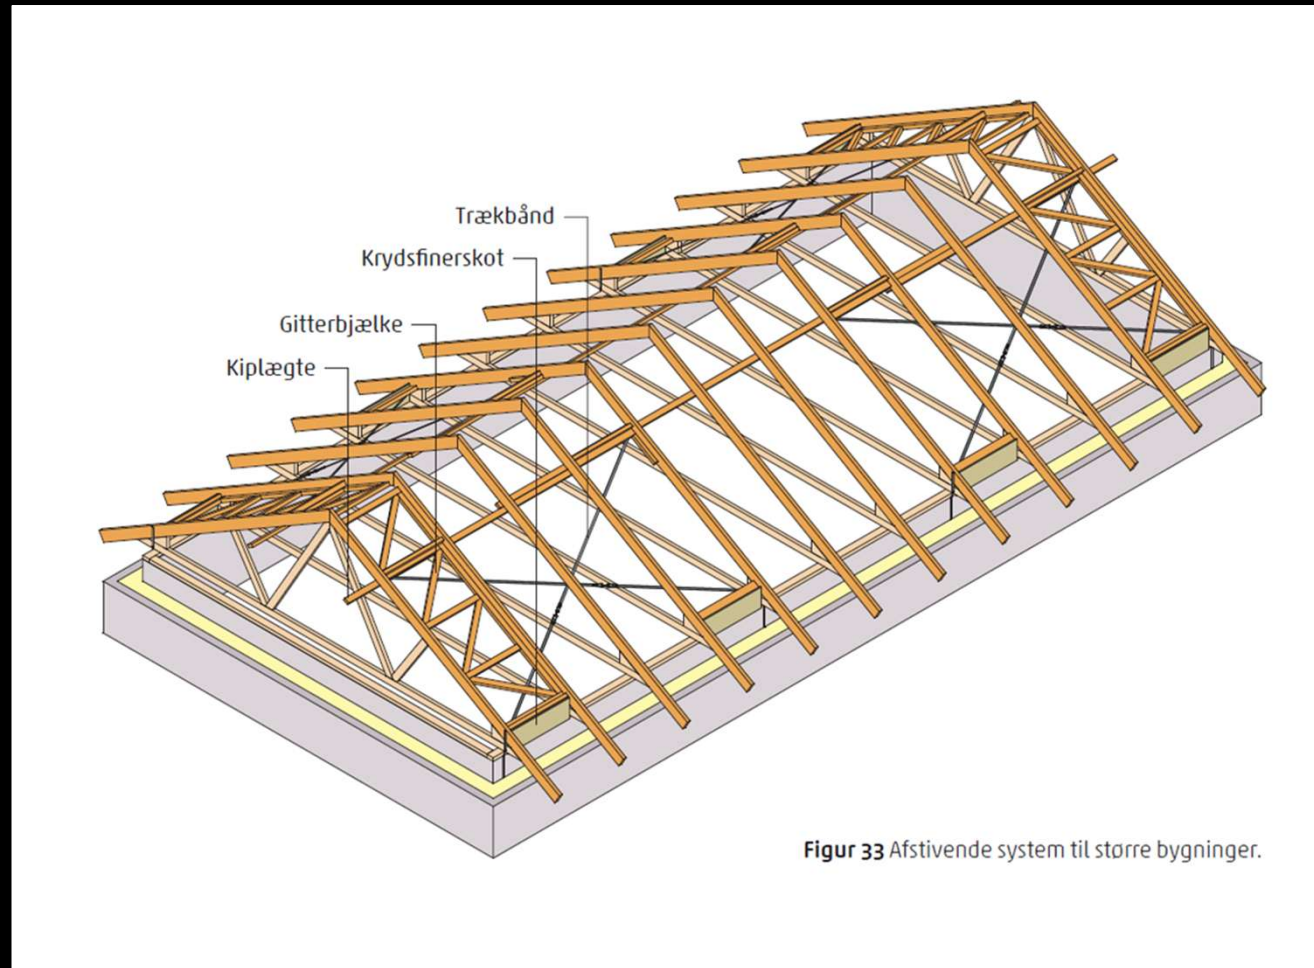 Trækbånd
Krydsfinerskot
Gitterbjælke
Kiplægte
Figur 33 Afstivende system til større bygninger.